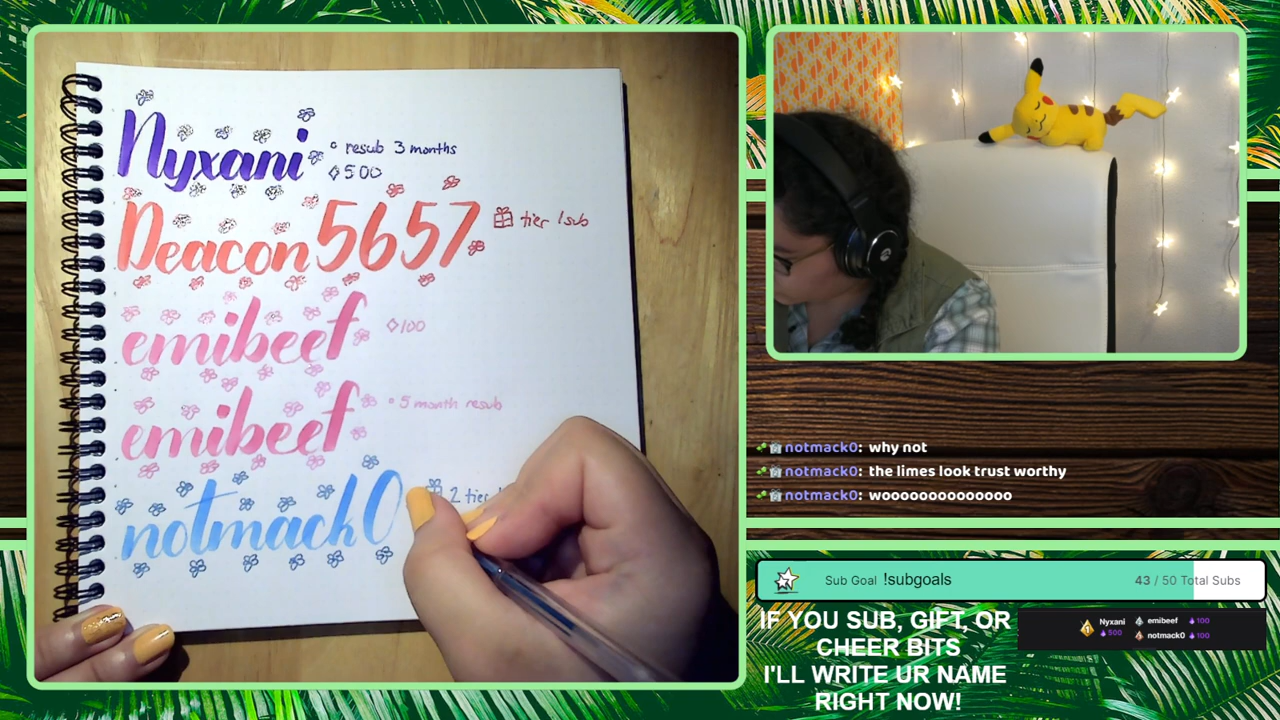 Nyxani
° resub 3 months
◊500
Deacon5657
tier 1 sub
emibeef
◊100
emibeef
° 5 month resub
notmack0
2 tier
notmack0: why not
notmack0: the limes look trust worthy
notmack0: woooooooooooooo
Sub Goal !subgoals
43 / 50 Total Subs
IF YOU SUB, GIFT, OR
CHEER BITS
I'LL WRITE UR NAME
RIGHT NOW!
1 Nyxani 500
emibeef 100
notmack0 100